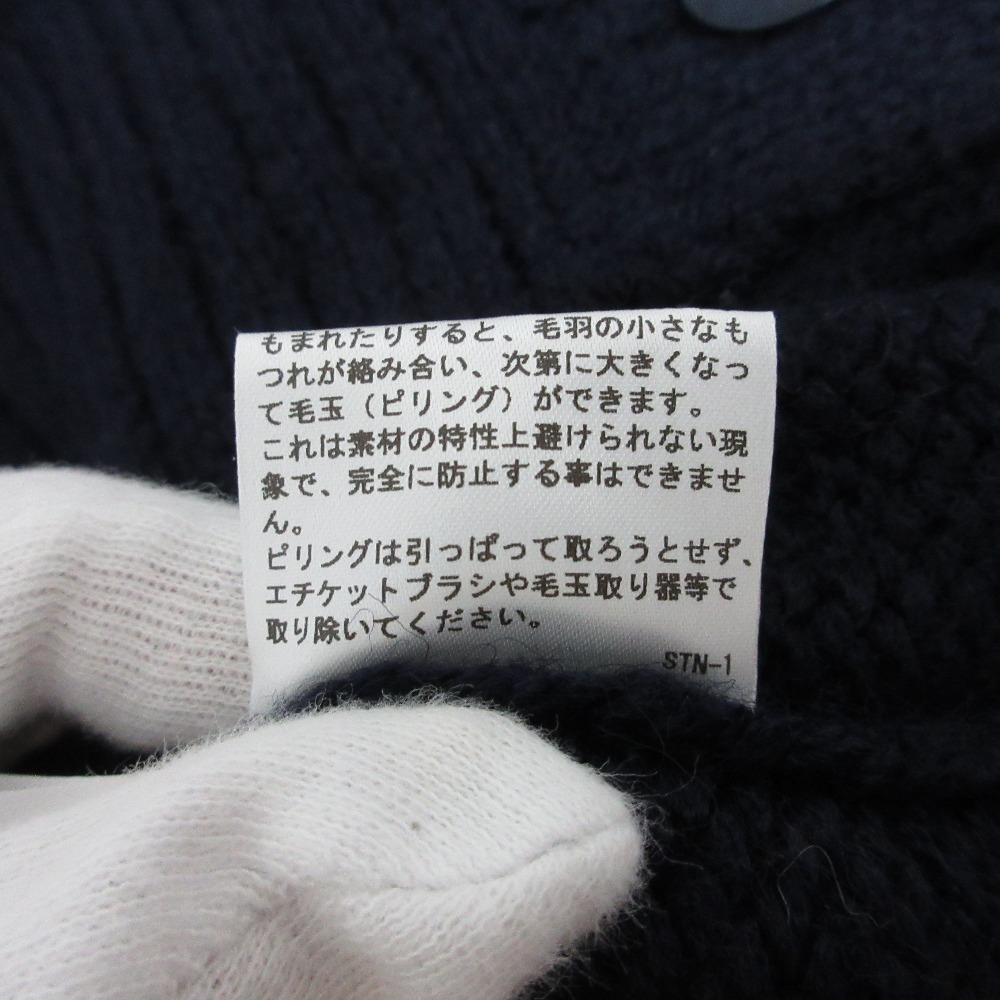 もまれたりすると、毛羽の小さなも
つれが絡み合い、次第に大きくなっ
て毛玉（ピリング）ができます。
これは素材の特性上避けられない現
象で、完全に防止する事はできませ
ん。
ピリングは引っぱって取ろうとせず、
エチケットブラシや毛玉取り器等で
取り除いてください。
STN-1